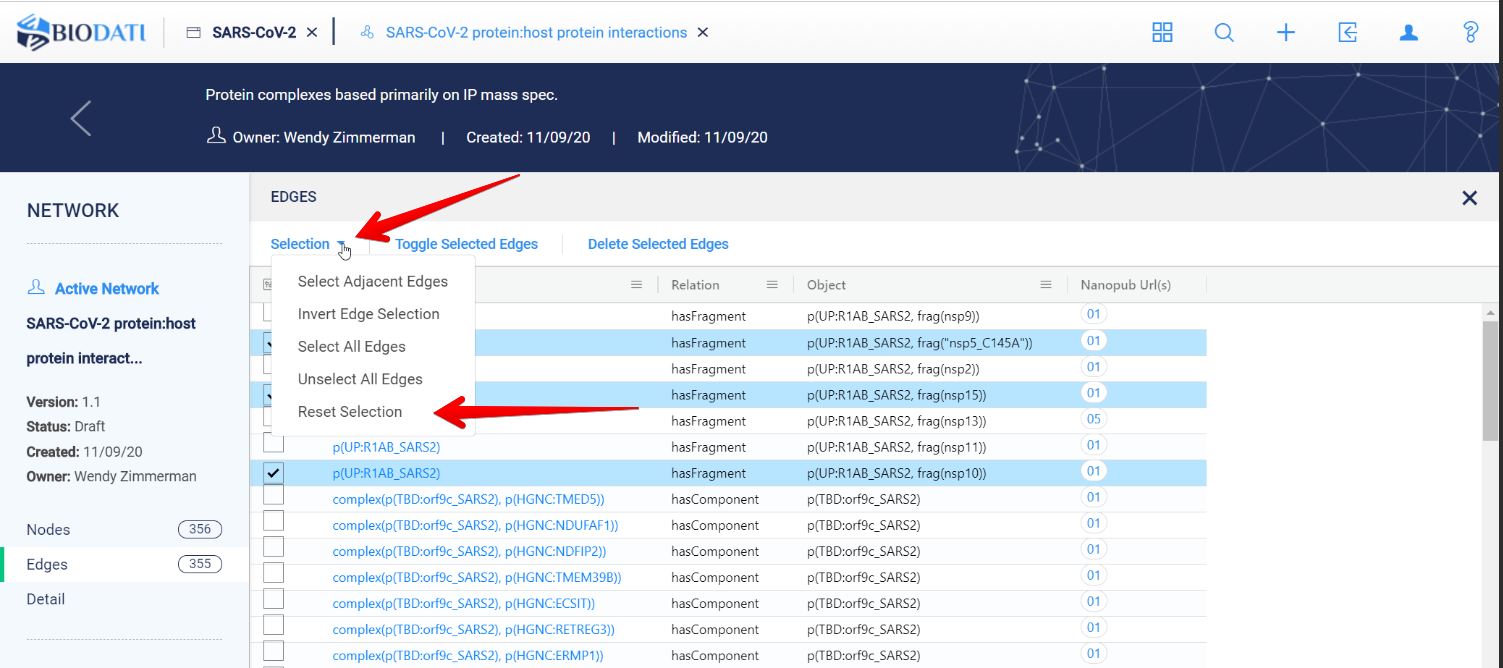 BIODATI
SARS-CoV-2
SARS-CoV-2 protein:host protein interactions
Protein complexes based primarily on IP mass spec.
Owner: Wendy Zimmerman | Created: 11/09/20 | Modified: 11/09/20
NETWORK
Active Network
SARS-CoV-2 protein:host
protein interact...
Version: 1.1
Status: Draft
Created: 11/09/20
Owner: Wendy Zimmerman
Nodes 356
Edges 355
Detail
EDGES
Selection Toggle Selected Edges Delete Selected Edges
Select Adjacent Edges
Invert Edge Selection
Select All Edges
Unselect All Edges
Reset Selection
Relation Object Nanopub Url(s)
hasFragment p(UP:R1AB_SARS2, frag(nsp9)) 01
hasFragment p(UP:R1AB_SARS2, frag("nsp5_C145A")) 01
hasFragment p(UP:R1AB_SARS2, frag(nsp2)) 01
hasFragment p(UP:R1AB_SARS2, frag(nsp15)) 01
hasFragment p(UP:R1AB_SARS2, frag(nsp13)) 05
p(UP:R1AB_SARS2) hasFragment p(UP:R1AB_SARS2, frag(nsp11)) 01
p(UP:R1AB_SARS2) hasFragment p(UP:R1AB_SARS2, frag(nsp10)) 01
complex(p(TBD:orf9c_SARS2), p(HGNC:TMED5)) hasComponent p(TBD:orf9c_SARS2) 01
complex(p(TBD:orf9c_SARS2), p(HGNC:NDUFAF1)) hasComponent p(TBD:orf9c_SARS2) 01
complex(p(TBD:orf9c_SARS2), p(HGNC:NDFIP2)) hasComponent p(TBD:orf9c_SARS2) 01
complex(p(TBD:orf9c_SARS2), p(HGNC:TMEM39B)) hasComponent p(TBD:orf9c_SARS2) 01
complex(p(TBD:orf9c_SARS2), p(HGNC:ECSIT)) hasComponent p(TBD:orf9c_SARS2) 01
complex(p(TBD:orf9c_SARS2), p(HGNC:RETREG3)) hasComponent p(TBD:orf9c_SARS2) 01
complex(p(TBD:orf9c_SARS2), p(HGNC:ERMP1)) hasComponent p(TBD:orf9c_SARS2) 01